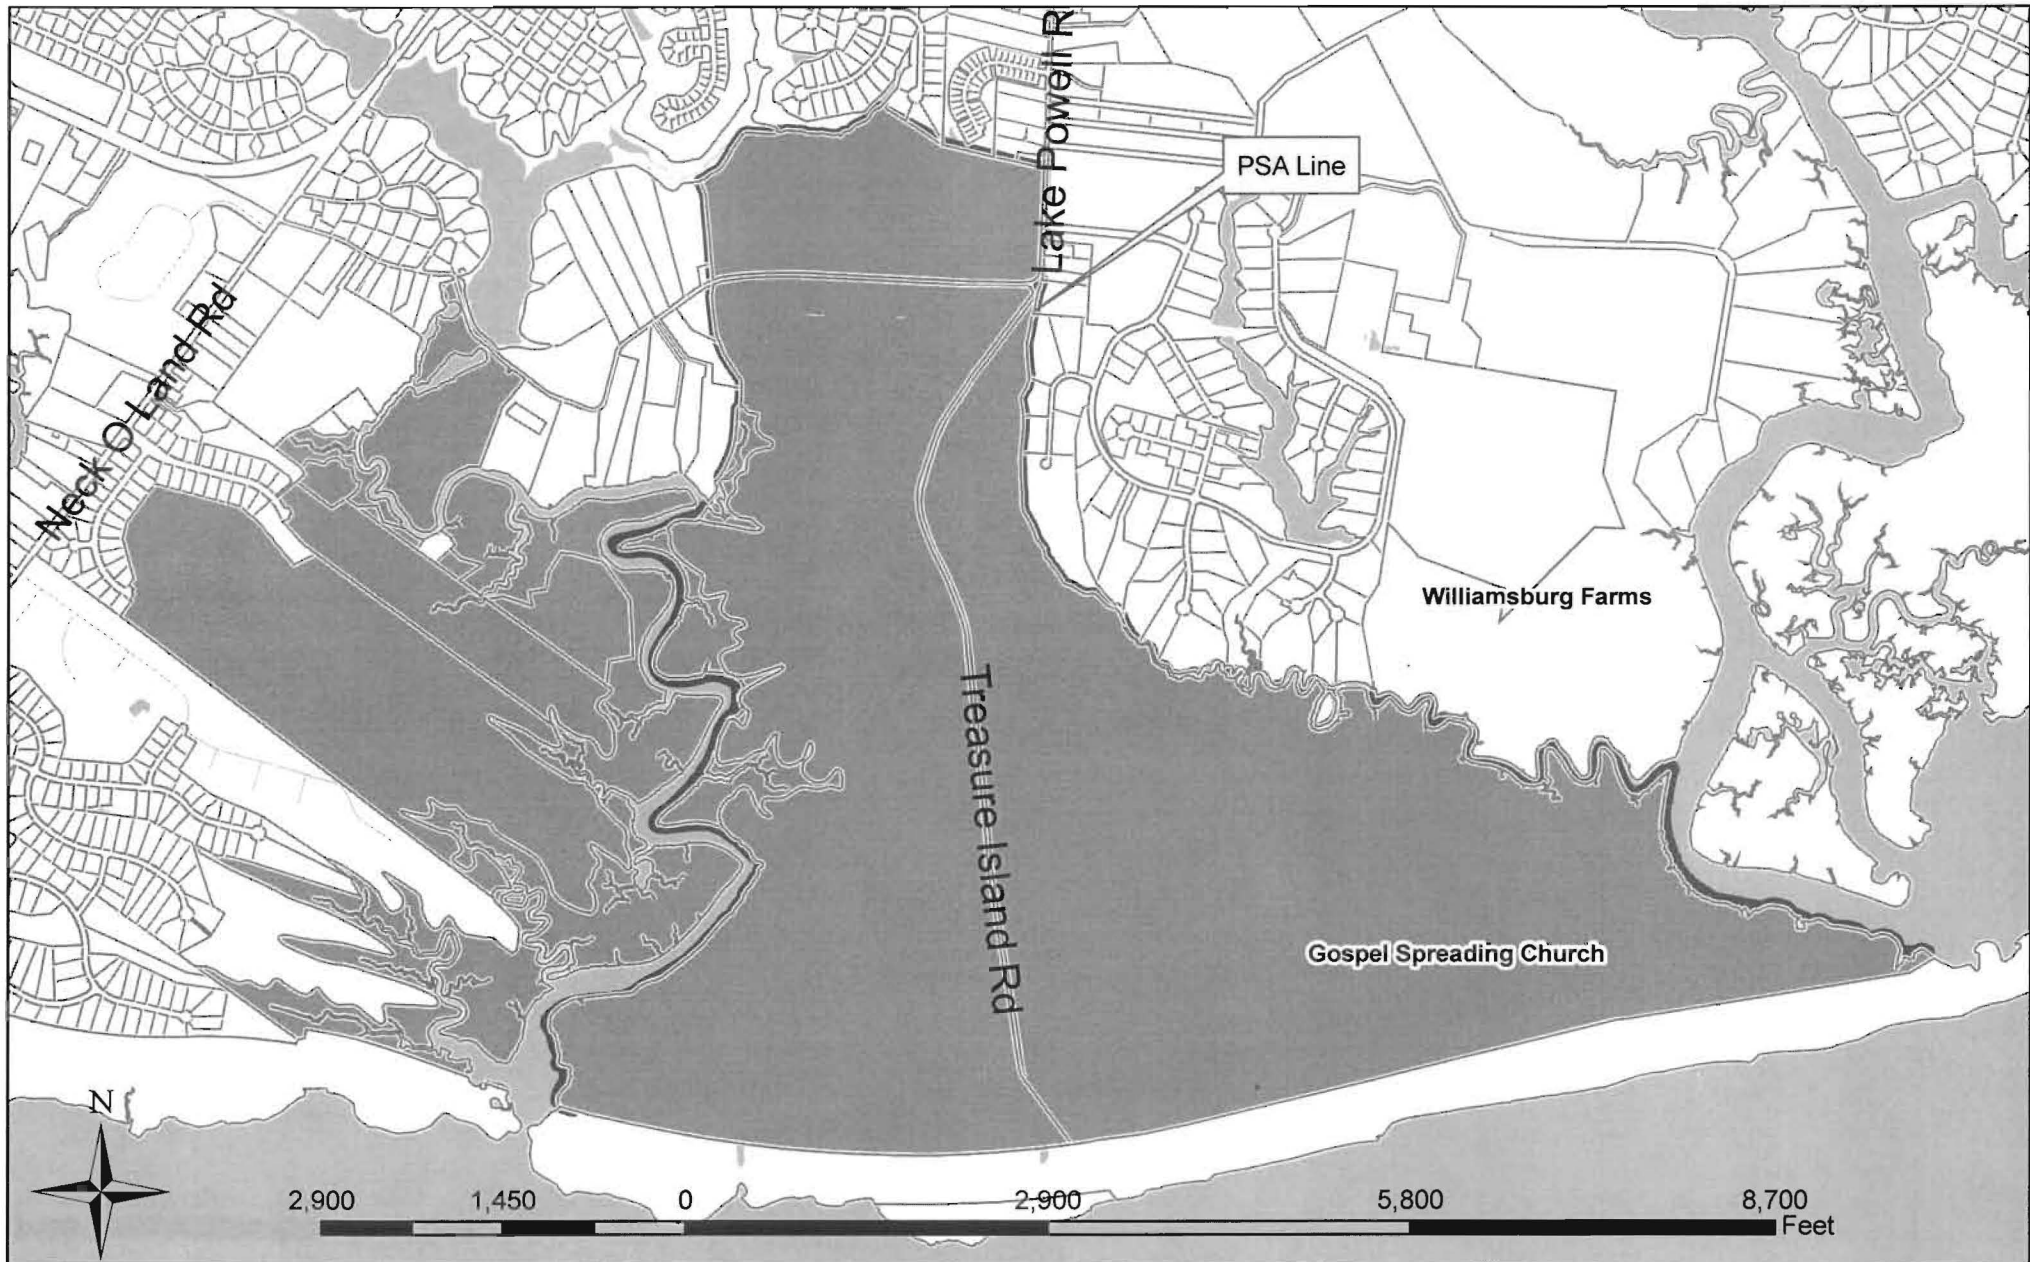 Lake Powell R
PSA Line
Neck O Land Rd
Williamsburg Farms
Treasure Island Rd
Gospel Spreading Church
N
2,900 1,450 0 2,900 5,800 8,700
Feet